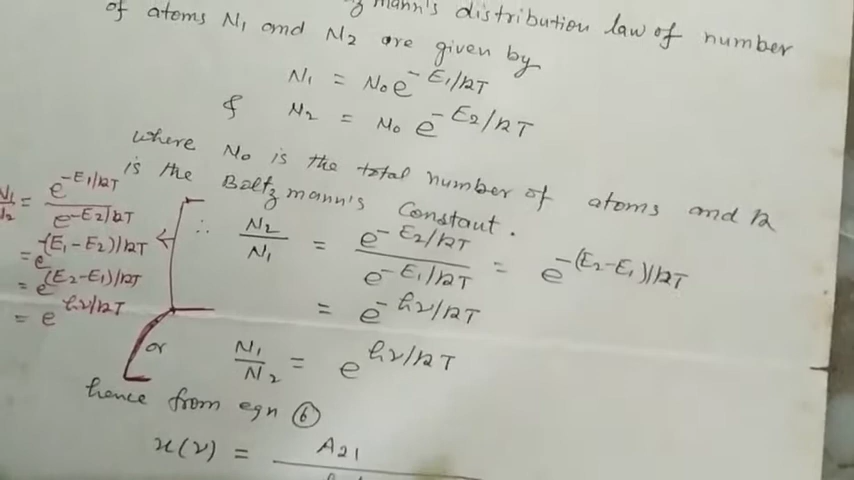 mann's distribution law of number
of atoms N₁ and N₂ are given by
N₁ = N₀e^-E₁/kT
& N₂ = N₀ e^-E₂/kT
where N₀ is the total number of atoms and k
is the Boltzmann's Constant.
N₁/N₂ = e^-E₁/kT / e^-E₂/kT
= e^-(E₁-E₂)/kT
= e^(E₂-E₁)/kT
= e^hν/kT
∴ N₂/N₁ = e^-E₂/kT / e^-E₁/kT = e^-(E₂-E₁)/kT
= e^-hν/kT
or N₁/N₂ = e^hν/kT
hence from eqn ⑥
u(ν) = A₂₁